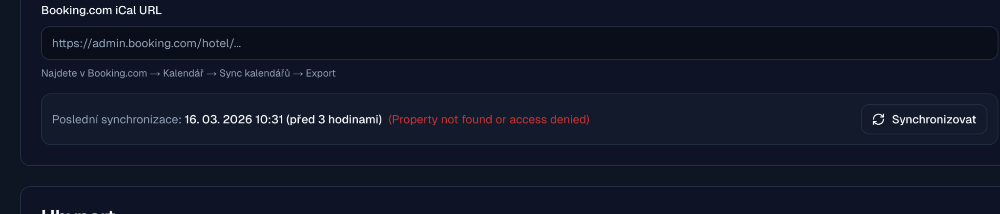 Booking.com iCal URL
https://admin.booking.com/hotel/...
Najdete v Booking.com → Kalendář → Sync kalendářů → Export
Poslední synchronizace: 16. 03. 2026 10:31 (před 3 hodinami) (Property not found or access denied)
Synchronizovat